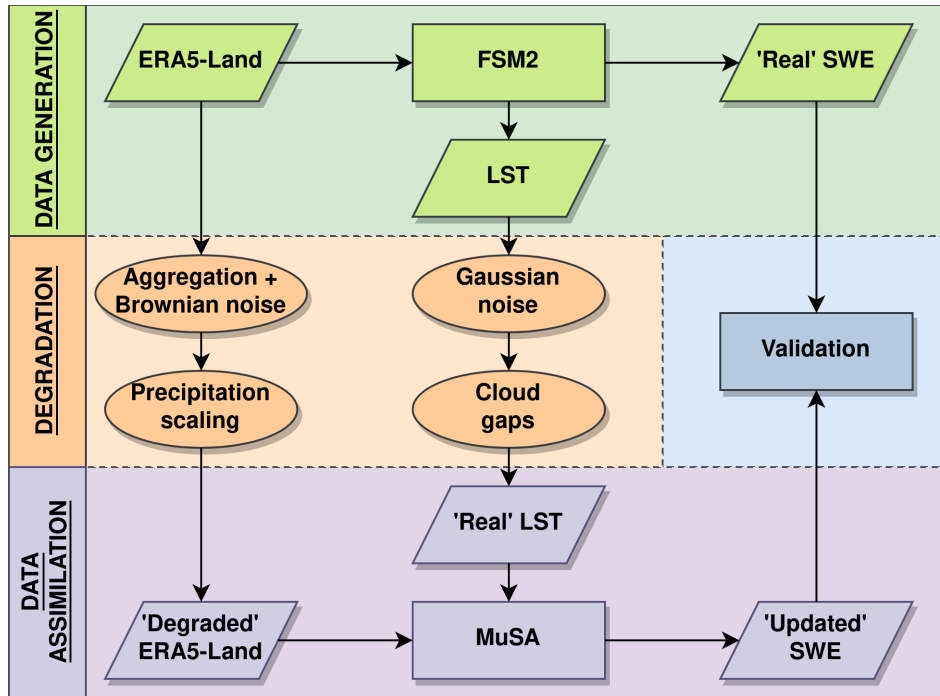 DATA GENERATION
ERA5-Land
FSM2
'Real' SWE
LST
DEGRADATION
Aggregation +
Brownian noise
Gaussian
noise
Validation
Precipitation
scaling
Cloud
gaps
DATA
ASSIMILATION
'Real' LST
'Degraded'
ERA5-Land
MuSA
'Updated'
SWE